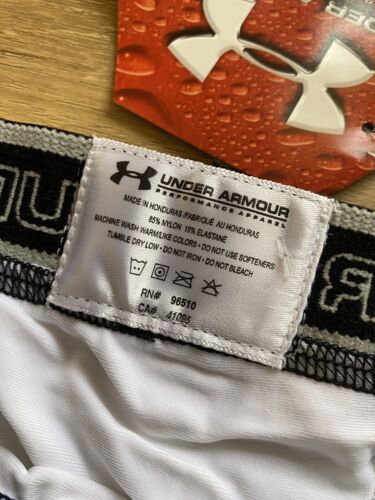 UNDER ARMOUR
PERFORMANCE APPAREL
MADE IN HONDURAS/FABRIQUÉ AU HONDURAS
85% NYLON 15% ELASTANE
MACHINE WASH WARM/LIKE COLORS • DO NOT USE SOFTENERS
TUMBLE DRY LOW • DO NOT IRON • DO NOT BLEACH
RN# 96510
CA# 41095